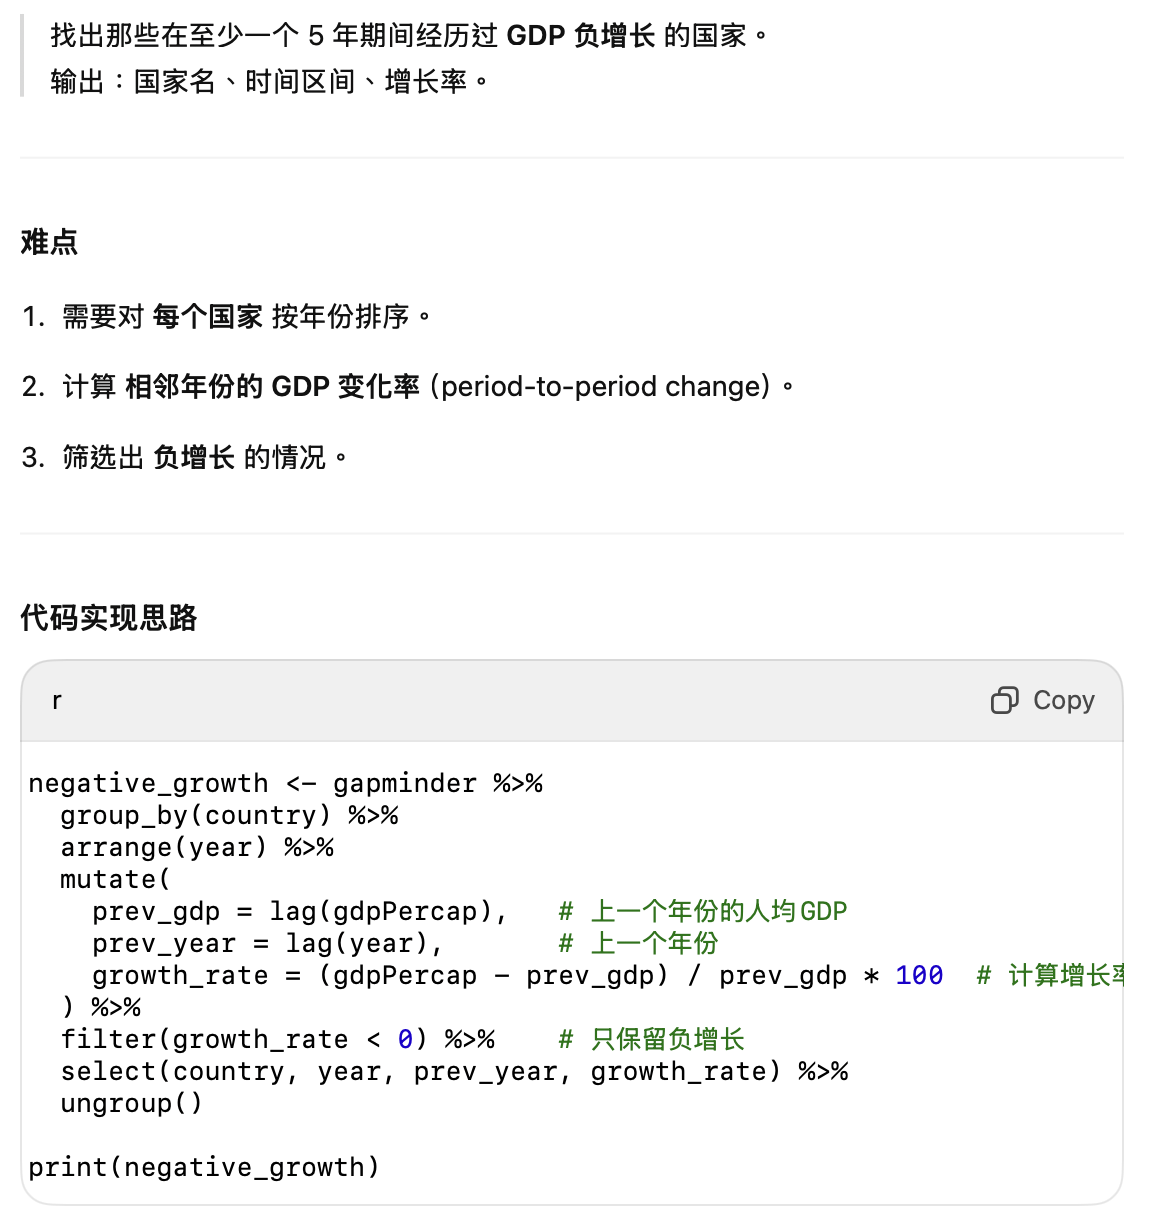 找出那些在至少一个 5 年期间经历过 GDP 负增长 的国家。
输出：国家名、时间区间、增长率。
难点
1. 需要对 每个国家 按年份排序。
2. 计算 相邻年份的 GDP 变化率（period-to-period change）。
3. 筛选出 负增长 的情况。
代码实现思路
r
Copy
negative_growth <- gapminder %>%
  group_by(country) %>%
  arrange(year) %>%
  mutate(
    prev_gdp = lag(gdpPercap),   # 上一个年份的人均GDP
    prev_year = lag(year),       # 上一个年份
    growth_rate = (gdpPercap - prev_gdp) / prev_gdp * 100  # 计算增长率
  ) %>%
  filter(growth_rate < 0) %>%    # 只保留负增长
  select(country, year, prev_year, growth_rate) %>%
  ungroup()
print(negative_growth)